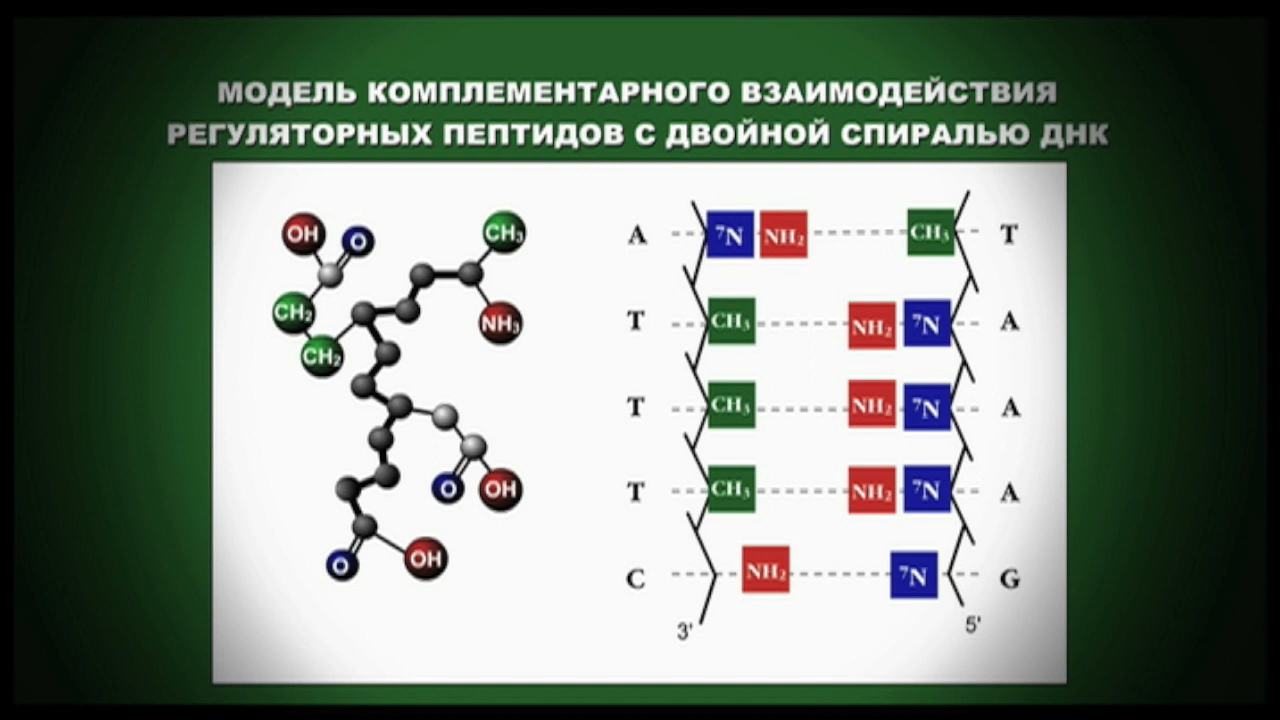 МОДЕЛЬ КОМПЛЕМЕНТАРНОГО ВЗАИМОДЕЙСТВИЯ
РЕГУЛЯТОРНЫХ ПЕПТИДОВ С ДВОЙНОЙ СПИРАЛЬЮ ДНК
OH
O
CH₃
CH₂
NH₃
CH₂
O
OH
O
OH
A ⁷N NH₂ CH₃ T
T CH₃ NH₂ ⁷N A
T CH₃ NH₂ ⁷N A
T CH₃ NH₂ ⁷N A
C NH₂ ⁷N G
3' 5'